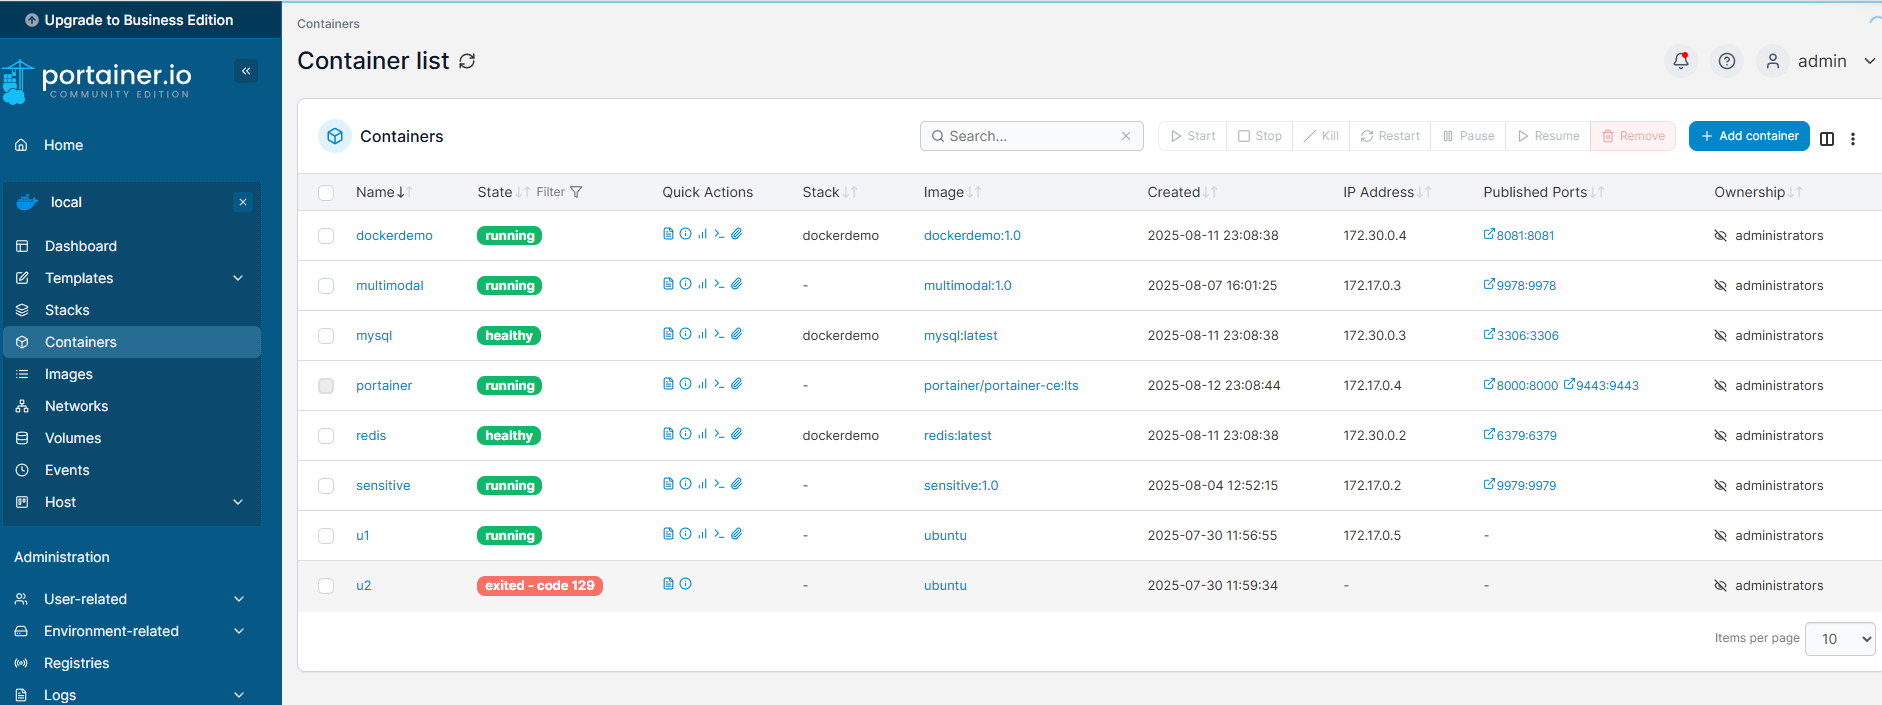 Upgrade to Business Edition
portainer.io
COMMUNITY EDITION
Home
local
Dashboard
Templates
Stacks
Containers
Images
Networks
Volumes
Events
Host
Administration
User-related
Environment-related
Registries
Logs
Containers
Container list
admin
Containers
Search...
Start Stop Kill Restart Pause Resume Remove
Add container
Name State Filter Quick Actions Stack Image Created IP Address Published Ports Ownership
dockerdemo running dockerdemo dockerdemo:1.0 2025-08-11 23:08:38 172.30.0.4 8081:8081 administrators
multimodal running - multimodal:1.0 2025-08-07 16:01:25 172.17.0.3 9978:9978 administrators
mysql healthy dockerdemo mysql:latest 2025-08-11 23:08:38 172.30.0.3 3306:3306 administrators
portainer running - portainer/portainer-ce:lts 2025-08-12 23:08:44 172.17.0.4 8000:8000 9443:9443 administrators
redis healthy dockerdemo redis:latest 2025-08-11 23:08:38 172.30.0.2 6379:6379 administrators
sensitive running - sensitive:1.0 2025-08-04 12:52:15 172.17.0.2 9979:9979 administrators
u1 running - ubuntu 2025-07-30 11:56:55 172.17.0.5 - administrators
u2 exited - code 129 - ubuntu 2025-07-30 11:59:34 - - administrators
Items per page 10